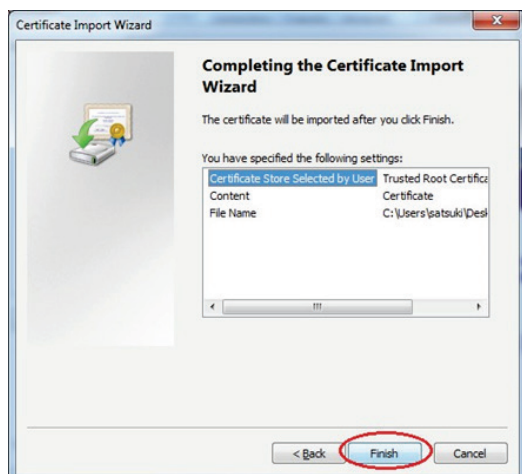 Certificate Import Wizard
Completing the Certificate Import
Wizard
The certificate will be imported after you click Finish.
You have specified the following settings:
Certificate Store Selected by User Trusted Root Certifica
Content Certificate
File Name C:\Users\satsuki\Desk
< Back Finish Cancel